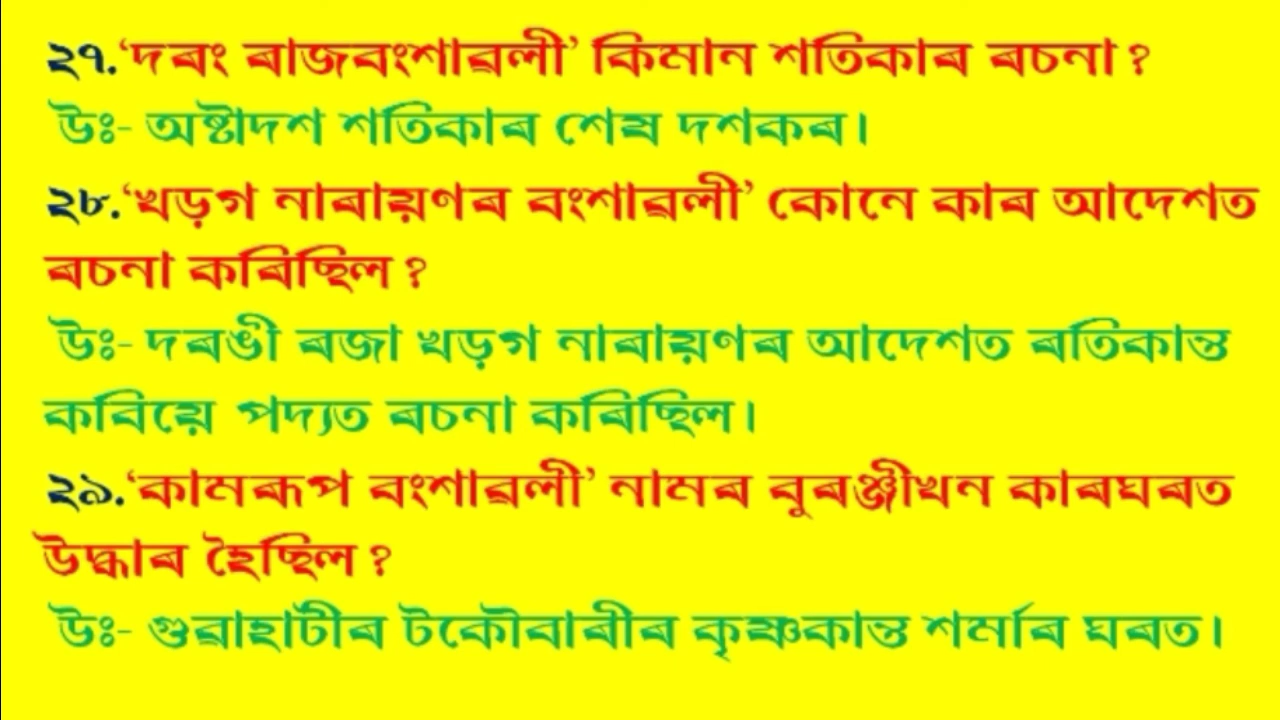 ২৭.‘দৰং ৰাজবংশাৱলী’ কিমান শতিকাৰ ৰচনা?
উঃ- অষ্টাদশ শতিকাৰ শেষ দশকৰ।
২৮.‘খড়গ নাৰায়ণৰ বংশাৱলী’ কোনে কাৰ আদেশত
ৰচনা কৰিছিল?
উঃ- দৰঙী ৰজা খড়গ নাৰায়ণৰ আদেশত ৰতিকান্ত
কবিয়ে পদ্যত ৰচনা কৰিছিল।
২৯.‘কামৰূপ বংশাৱলী’ নামৰ বুৰঞ্জীখন কাৰঘৰত
উদ্ধাৰ হৈছিল?
উঃ- গুৱাহাটীৰ টকৌবাৰীৰ কৃষ্ণকান্ত শৰ্মাৰ ঘৰত।